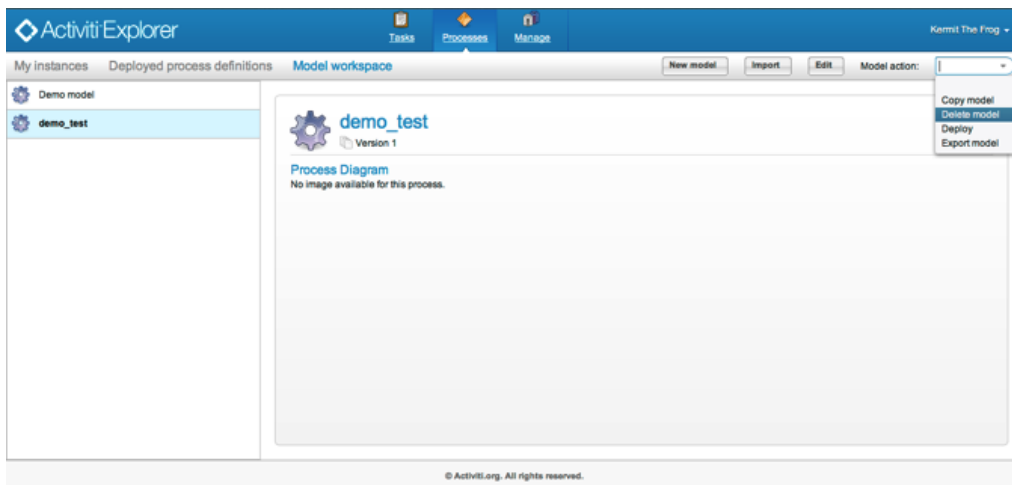 Activiti Explorer
Tasks
Processes
Manage
Kermit The Frog
My instances
Deployed process definitions
Model workspace
New model
Import
Edit
Model action:
Copy model
Delete model
Deploy
Export model
Demo model
demo_test
demo_test
Version 1
Process Diagram
No image available for this process.
© Activiti.org. All rights reserved.